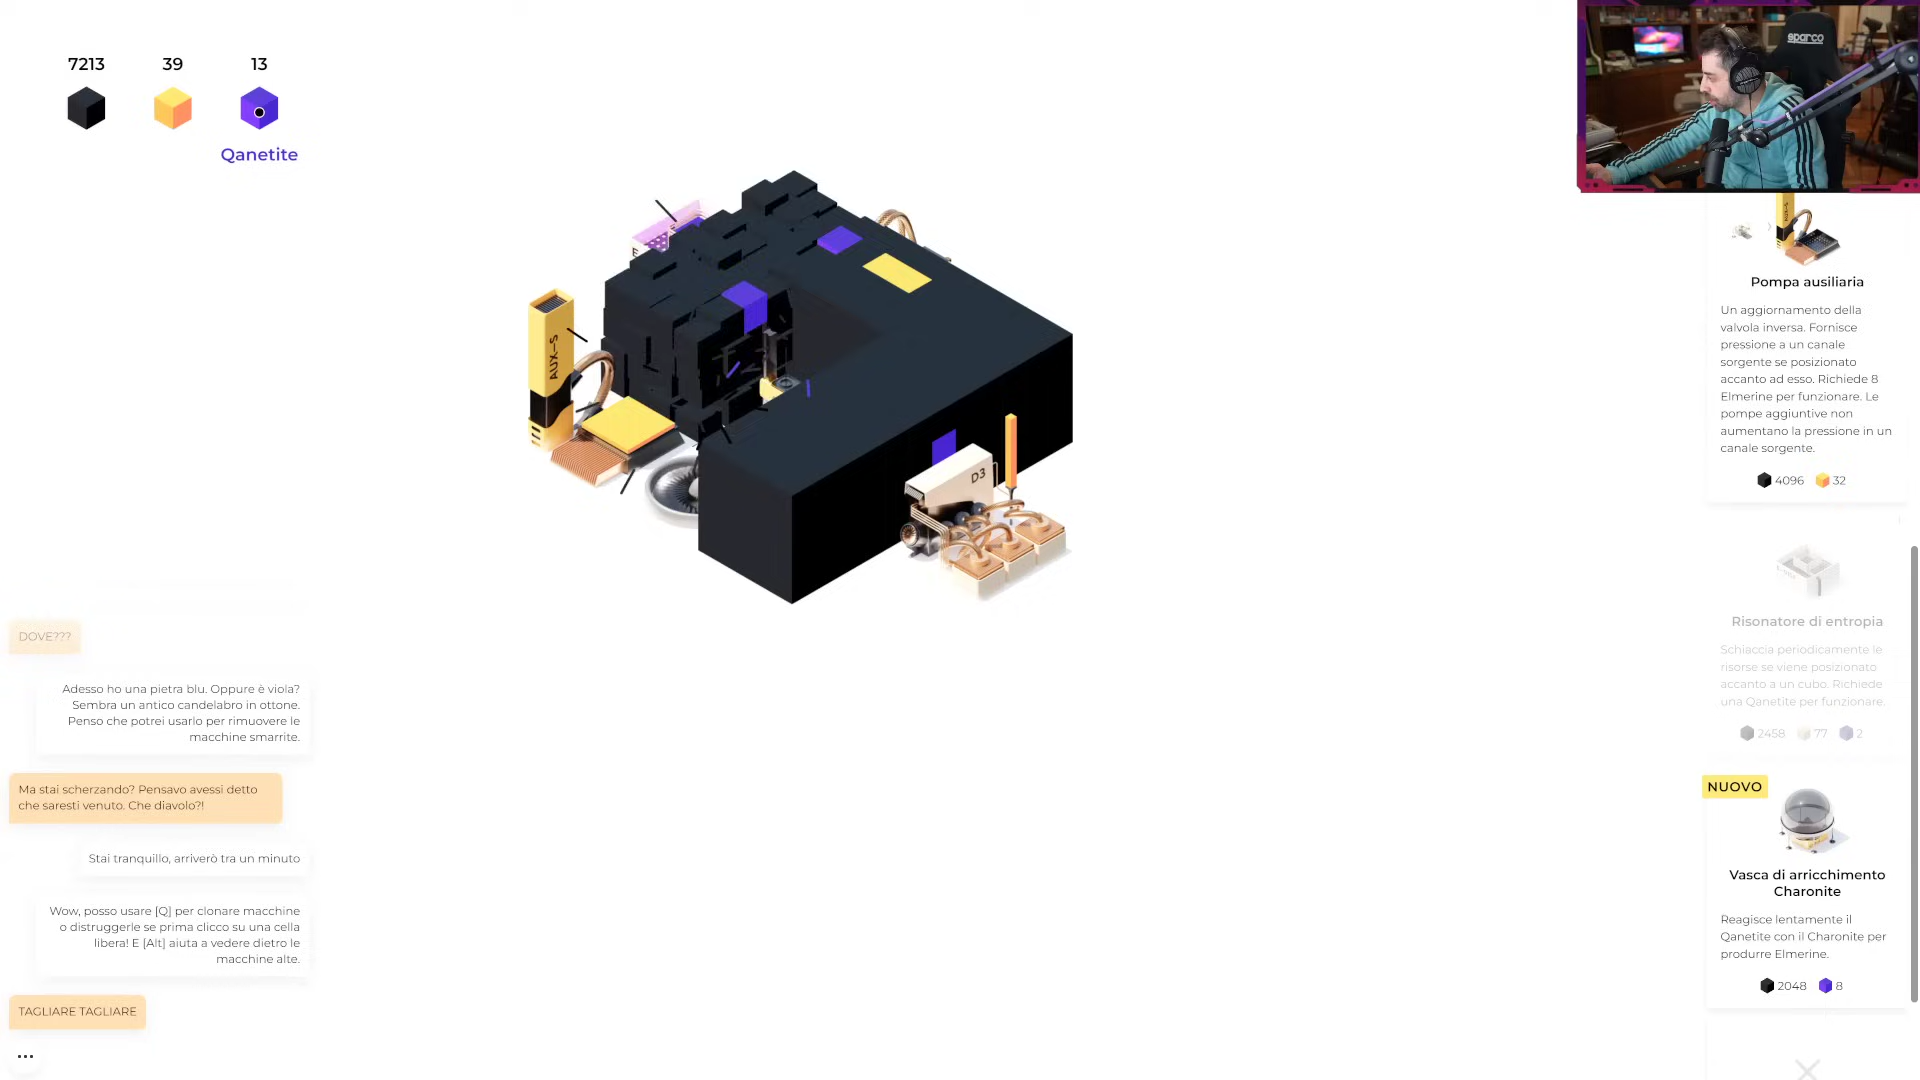 7213 39 13
Qanetite
sparco
AUX-S
D3
AUX-S
DOVE???
Adesso ho una pietra blu. Oppure è viola?
Sembra un antico candelabro in ottone.
Penso che potrei usarlo per rimuovere le
macchine smarrite.
Ma stai scherzando? Pensavo avessi detto
che saresti venuto. Che diavolo?!
Stai tranquillo, arriverò tra un minuto
Wow, posso usare [Q] per clonare macchine
o distruggerle se prima clicco su una cella
libera! E [Alt] aiuta a vedere dietro le
macchine alte.
TAGLIARE TAGLIARE
...
Pompa ausiliaria
Un aggiornamento della
valvola inversa. Fornisce
pressione a un canale
sorgente se posizionato
accanto ad esso. Richiede 8
Elmerine per funzionare. Le
pompe aggiuntive non
aumentano la pressione in un
canale sorgente.
4096 32
Risonatore di entropia
Schiaccia periodicamente le
risorse se viene posizionato
accanto a un cubo. Richiede
una Qanetite per funzionare.
2458 77 2
NUOVO
Vasca di arricchimento
Charonite
Reagisce lentamente il
Qanetite con il Charonite per
produrre Elmerine.
2048 8